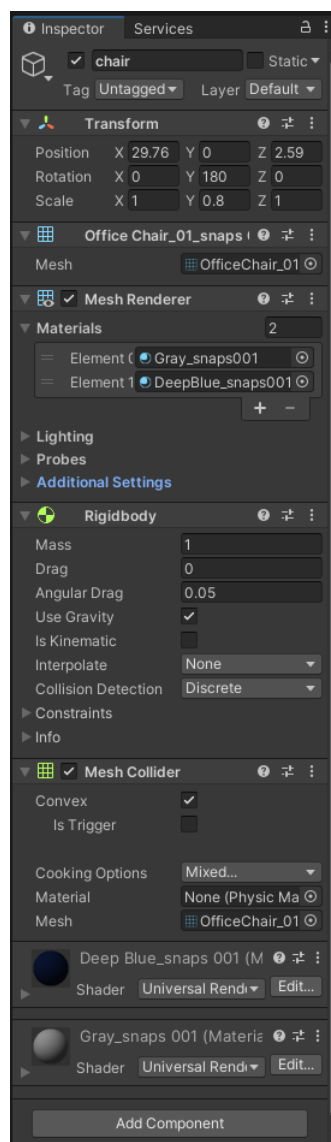 Inspector Services
chair Static
Tag Untagged Layer Default
Transform
Position X 29.76 Y 0 Z 2.59
Rotation X 0 Y 180 Z 0
Scale X 1 Y 0.8 Z 1
Office Chair_01_snaps (
Mesh OfficeChair_01
Mesh Renderer
Materials 2
Element 0 Gray_snaps001
Element 1 DeepBlue_snaps001
+ −
Lighting
Probes
Additional Settings
Rigidbody
Mass 1
Drag 0
Angular Drag 0.05
Use Gravity
Is Kinematic
Interpolate None
Collision Detection Discrete
Constraints
Info
Mesh Collider
Convex
Is Trigger
Cooking Options Mixed...
Material None (Physic Ma
Mesh OfficeChair_01
Deep Blue_snaps 001 (M
Shader Universal Rend Edit...
Gray_snaps 001 (Materia
Shader Universal Rend Edit...
Add Component